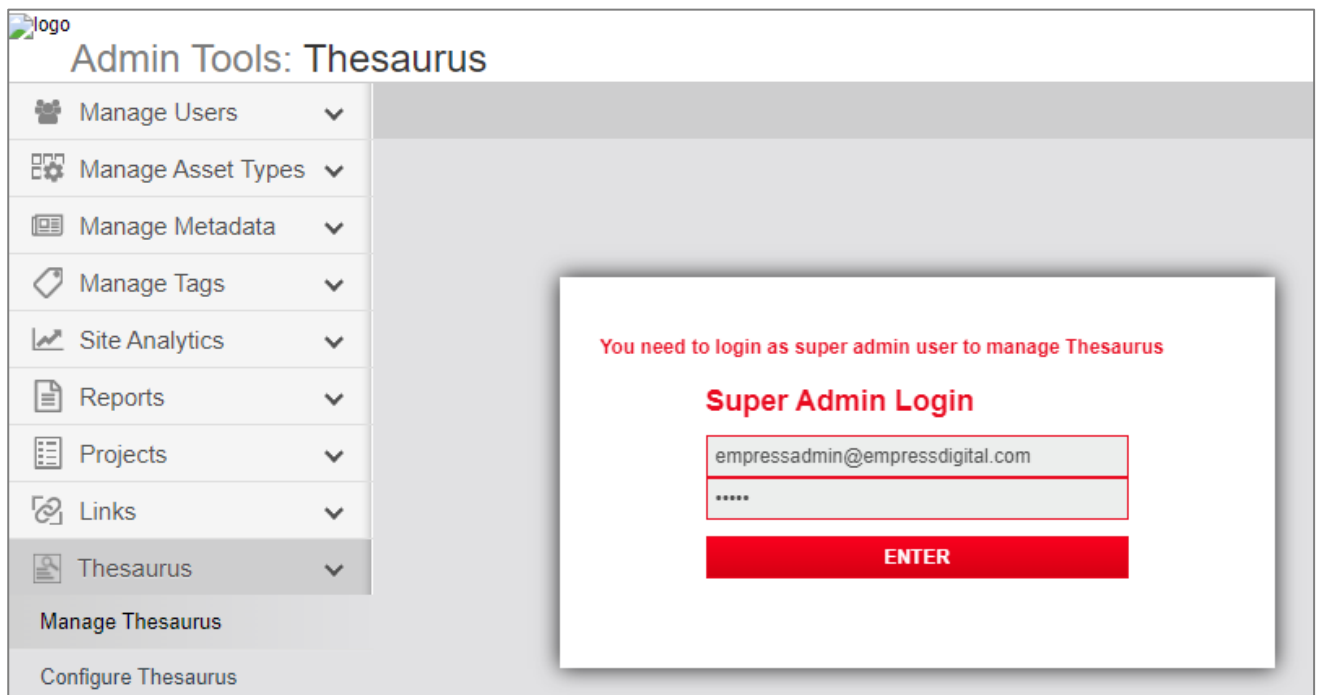 logo
Admin Tools: Thesaurus
Manage Users
Manage Asset Types
Manage Metadata
Manage Tags
Site Analytics
Reports
Projects
Links
Thesaurus
Manage Thesaurus
Configure Thesaurus
You need to login as super admin user to manage Thesaurus
Super Admin Login
empressadmin@empressdigital.com
•••••
ENTER